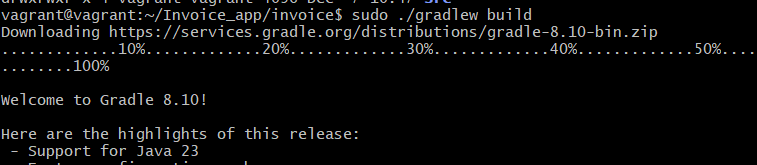 vagrant@vagrant:~/Invoice_app/invoice$ sudo ./gradlew build
Downloading https://services.gradle.org/distributions/gradle-8.10-bin.zip
.............10%.............20%.............30%.............40%.............50%....
........100%
Welcome to Gradle 8.10!
Here are the highlights of this release:
- Support for Java 23